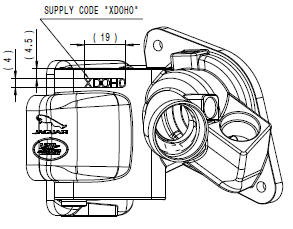 SUPPLY CODE "XDOHO"
( 19 )
( 4.5 )
( 4 )
XDOHO
JAGUAR